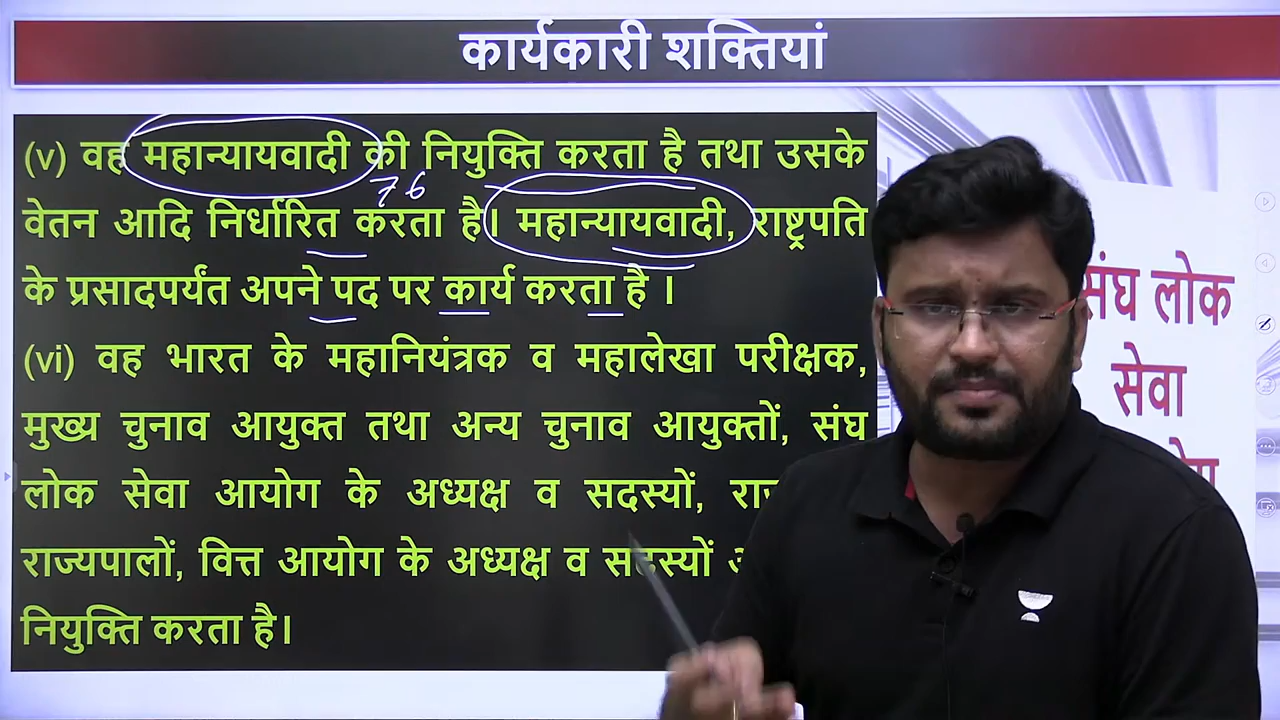 कार्यकारी शक्तियां
(v) वह महान्यायवादी की नियुक्ति करता है तथा उसके
76
वेतन आदि निर्धारित करता है। महान्यायवादी, राष्ट्रपति
के प्रसादपर्यंत अपने पद पर कार्य करता है ।
(vi) वह भारत के महानियंत्रक व महालेखा परीक्षक,
मुख्य चुनाव आयुक्त तथा अन्य चुनाव आयुक्तों, संघ
लोक सेवा आयोग के अध्यक्ष व सदस्यों,
राज्यपालों, वित्त आयोग के अध्यक्ष व सदस्यों
नियुक्ति करता है।
संघ लोक
सेवा